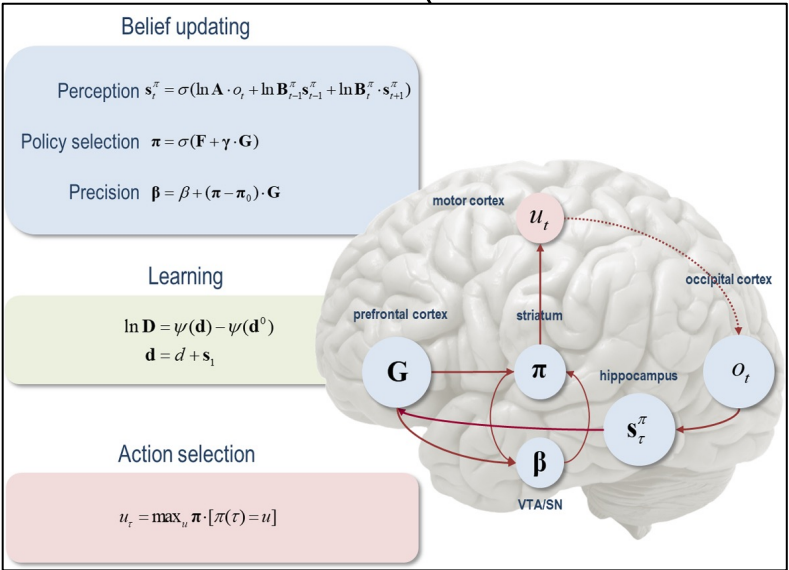 Belief updating
Perception s_t^π = σ(ln A · o_t + ln B_{t−1}^π s_{t−1}^π + ln B_t^π · s_{t+1}^π)
Policy selection π = σ(F + γ · G)
Precision β = β + (π − π_0) · G
Learning
ln D = ψ(d) − ψ(d^0)
d = d + s_1
Action selection
u_τ = max_u π · [π(τ) = u]
motor cortex
u_t
occipital cortex
prefrontal cortex
striatum
G
π
hippocampus
o_t
s_τ^π
β
VTA/SN